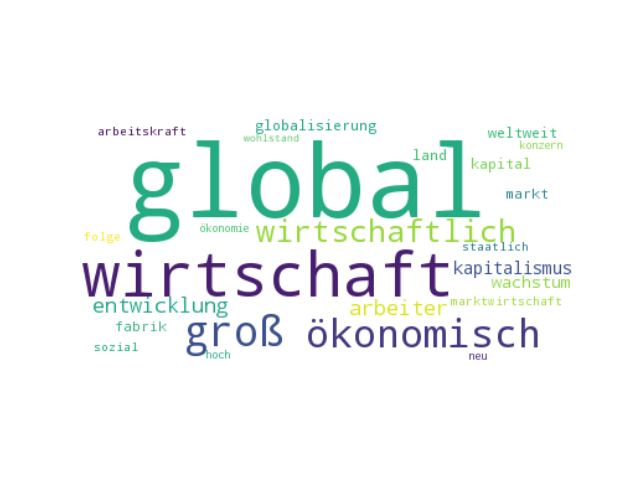 arbeitskraft
globalisierung
wohlstand
weltweit
konzern
global
land
kapital
markt
folge
ökonomie
wirtschaftlich
staatlich
wirtschaft
kapitalismus
wachstum
entwicklung
arbeiter
marktwirtschaft
fabrik
groß
ökonomisch
sozial
hoch
neu